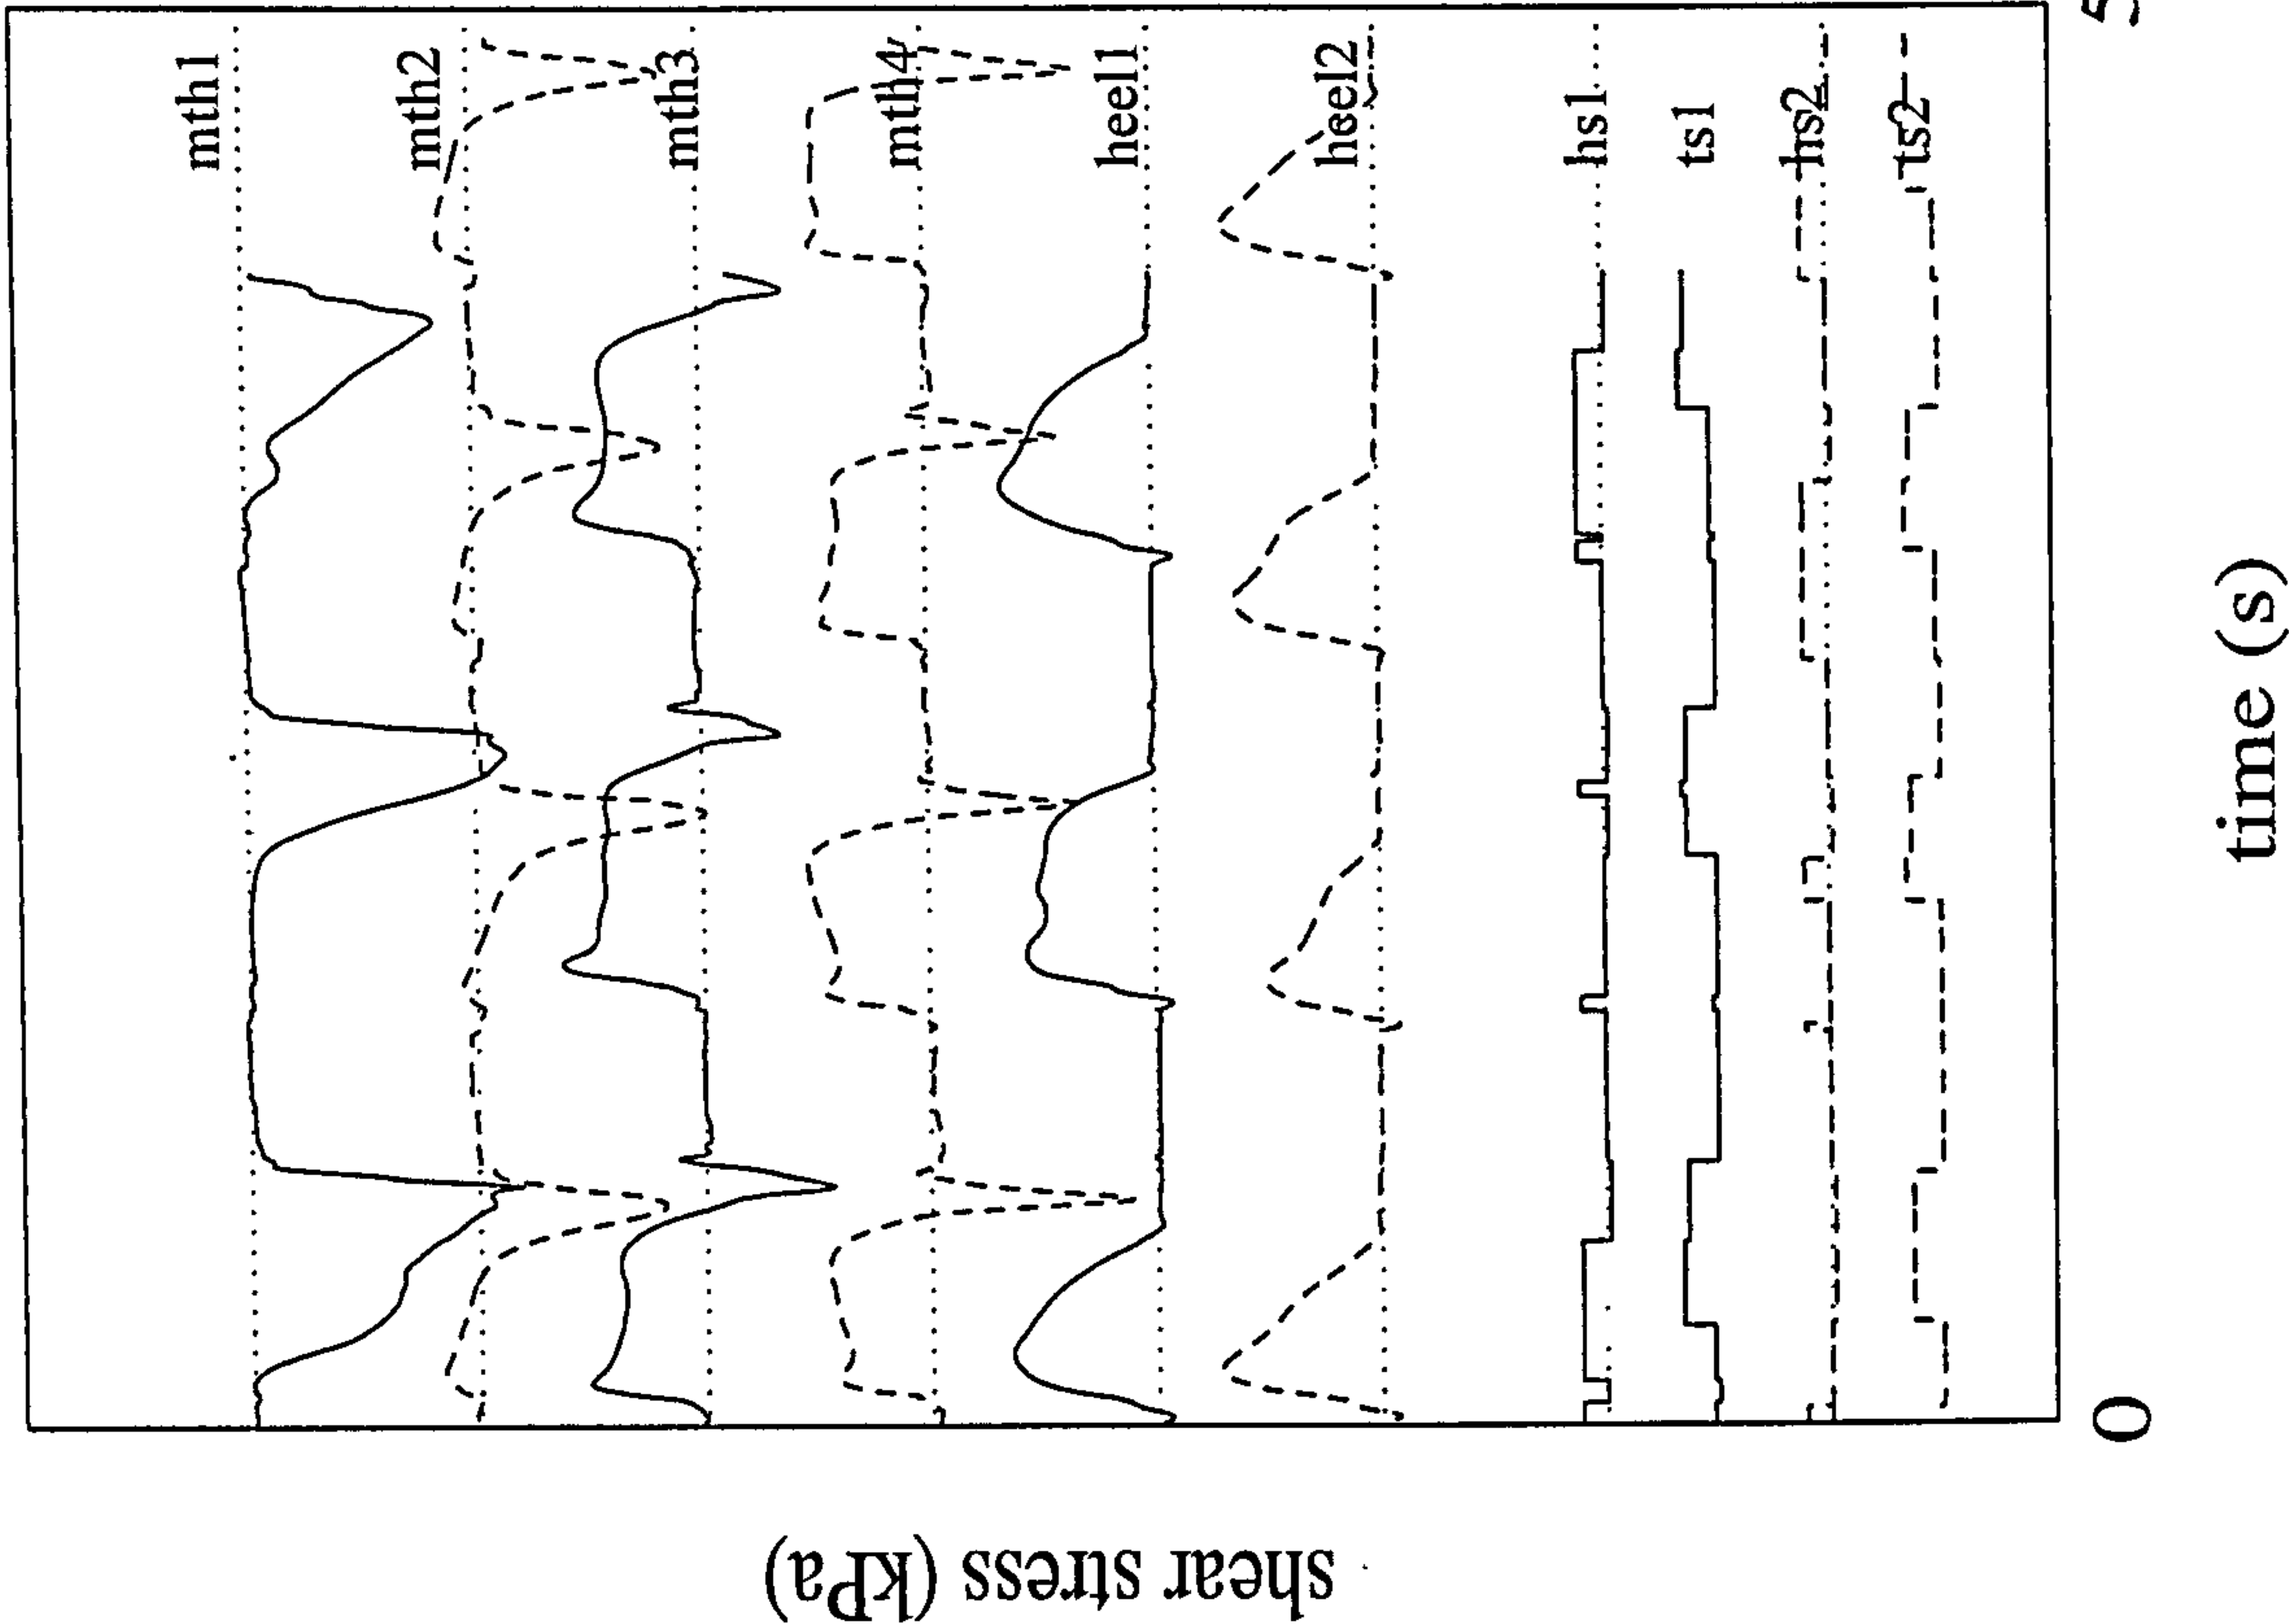 mth1
mth2
mth3
mth4
heel1
heel2
hs1
ts1
hs2
ts2
0
5
time (s)
shear stress (kPa)